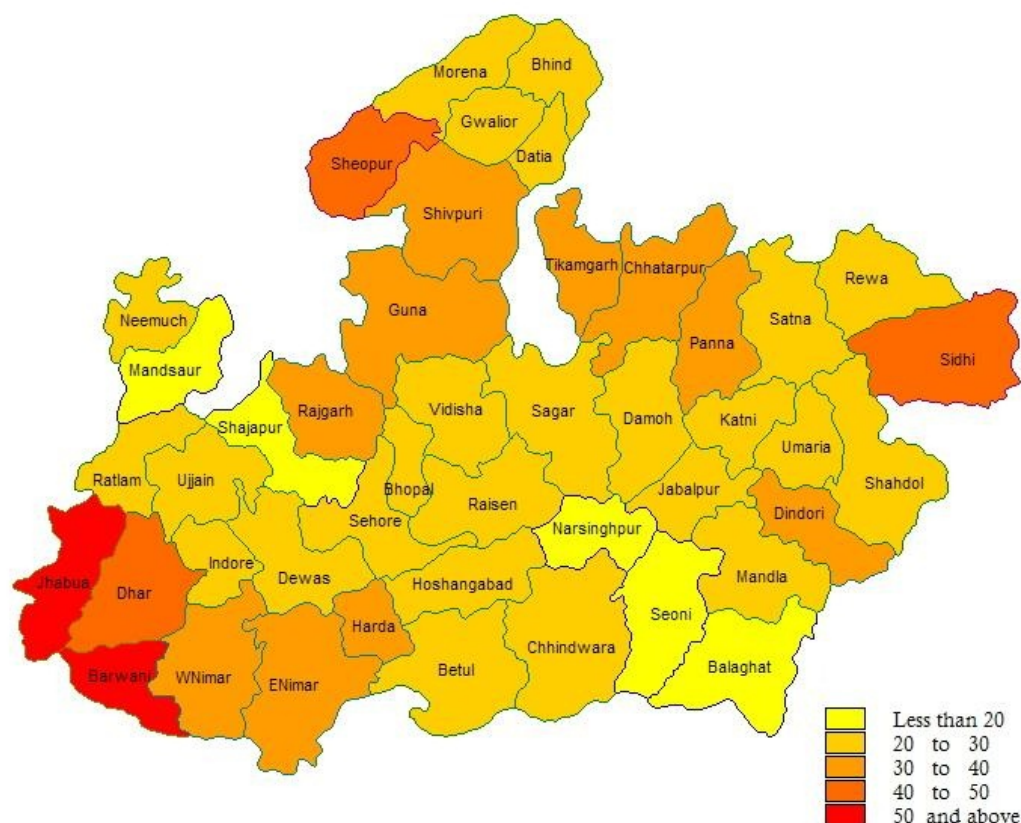 Morena
Bhind
Gwalior
Datia
Sheopur
Shivpuri
Tikamgarh
Chhatarpur
Rewa
Neemuch
Guna
Satna
Panna
Sidhi
Mandsaur
Rajgarh
Vidisha
Sagar
Damoh
Katni
Shajapur
Umaria
Ratlam
Ujjain
Bhopal
Raisen
Jabalpur
Shahdol
Sehore
Narsinghpur
Dindori
Jhabua
Dhar
Indore
Dewas
Hoshangabad
Mandla
Harda
Seoni
Barwani
WNimar
ENimar
Betul
Chhindwara
Balaghat
Less than 20
20 to 30
30 to 40
40 to 50
50 and above